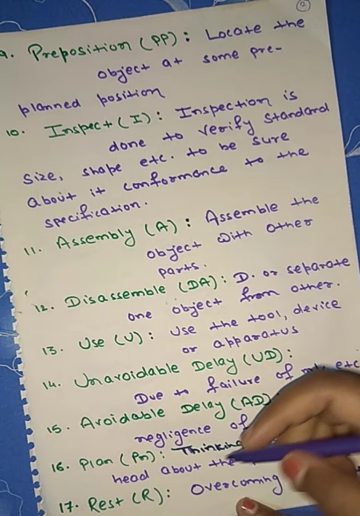 ②
9. Preposition (PP): Locate the
object at some pre-
planned position
10. Inspect (I): Inspection is
done to verify standard
size, shape etc. to be sure
about it conformance to the
specification.
11. Assembly (A): Assemble the
object with other
parts.
12. Disassemble (DA): D. or separate
one object from other.
13. Use (U): Use the tool, device
or apparatus
14. Unavoidable Delay (UD):
Due to failure of etc
15. Avoidable Delay (AD)
negligence of
16. Plan (Pn): Thinking
head about the
17. Rest (R): Overcoming